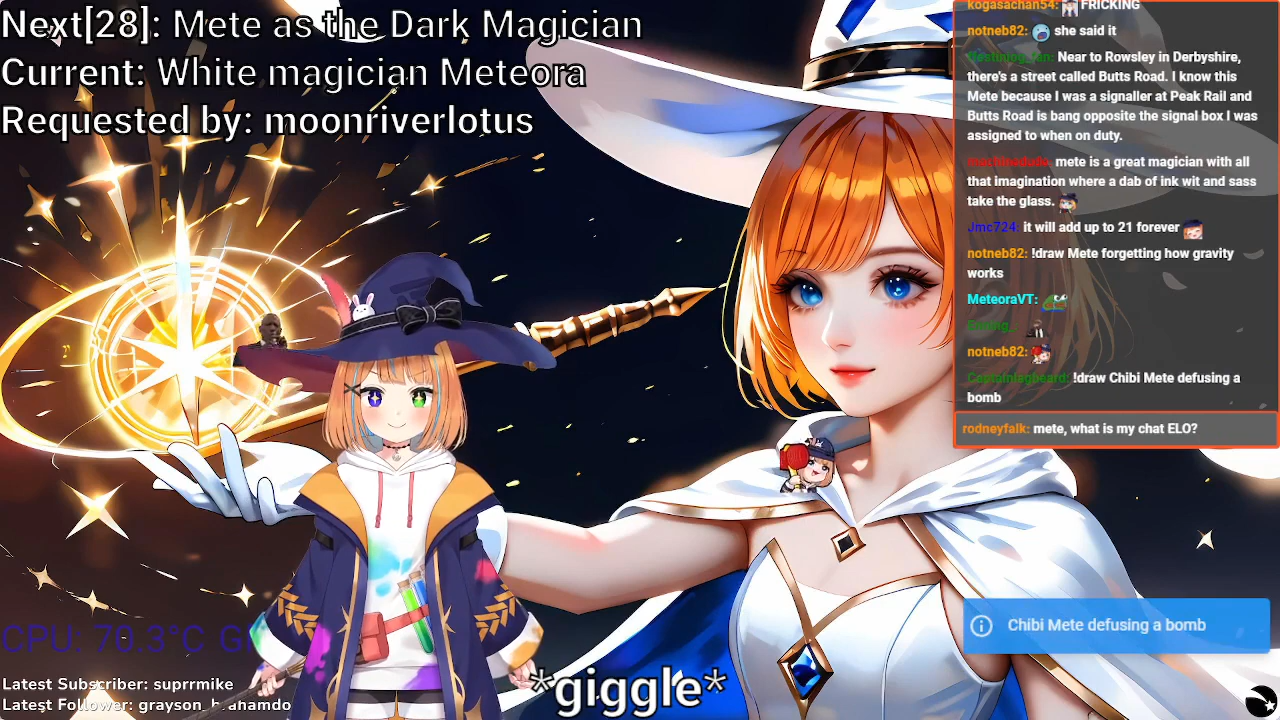 Next[28]: Mete as the Dark Magician
Current: White magician Meteora
Requested by: moonriverlotus
kogasachan54: FRICKING
notneb82: she said it
Near to Rowsley in Derbyshire,
there's a street called Butts Road. I know this
Mete because I was a signaller at Peak Rail and
Butts Road is bang opposite the signal box I was
assigned to when on duty.
mete is a great magician with all
that imagination where a dab of ink wit and sass
take the glass.
Jmc724: it will add up to 21 forever
notneb82: !draw Mete forgetting how gravity
works
MeteoraVT:
notneb82:
!draw Chibi Mete defusing a
bomb
rodneyfalk: mete, what is my chat ELO?
Chibi Mete defusing a bomb
CPU: 70.3°C
*giggle*
Latest Subscriber: suprrmike
Latest Follower: